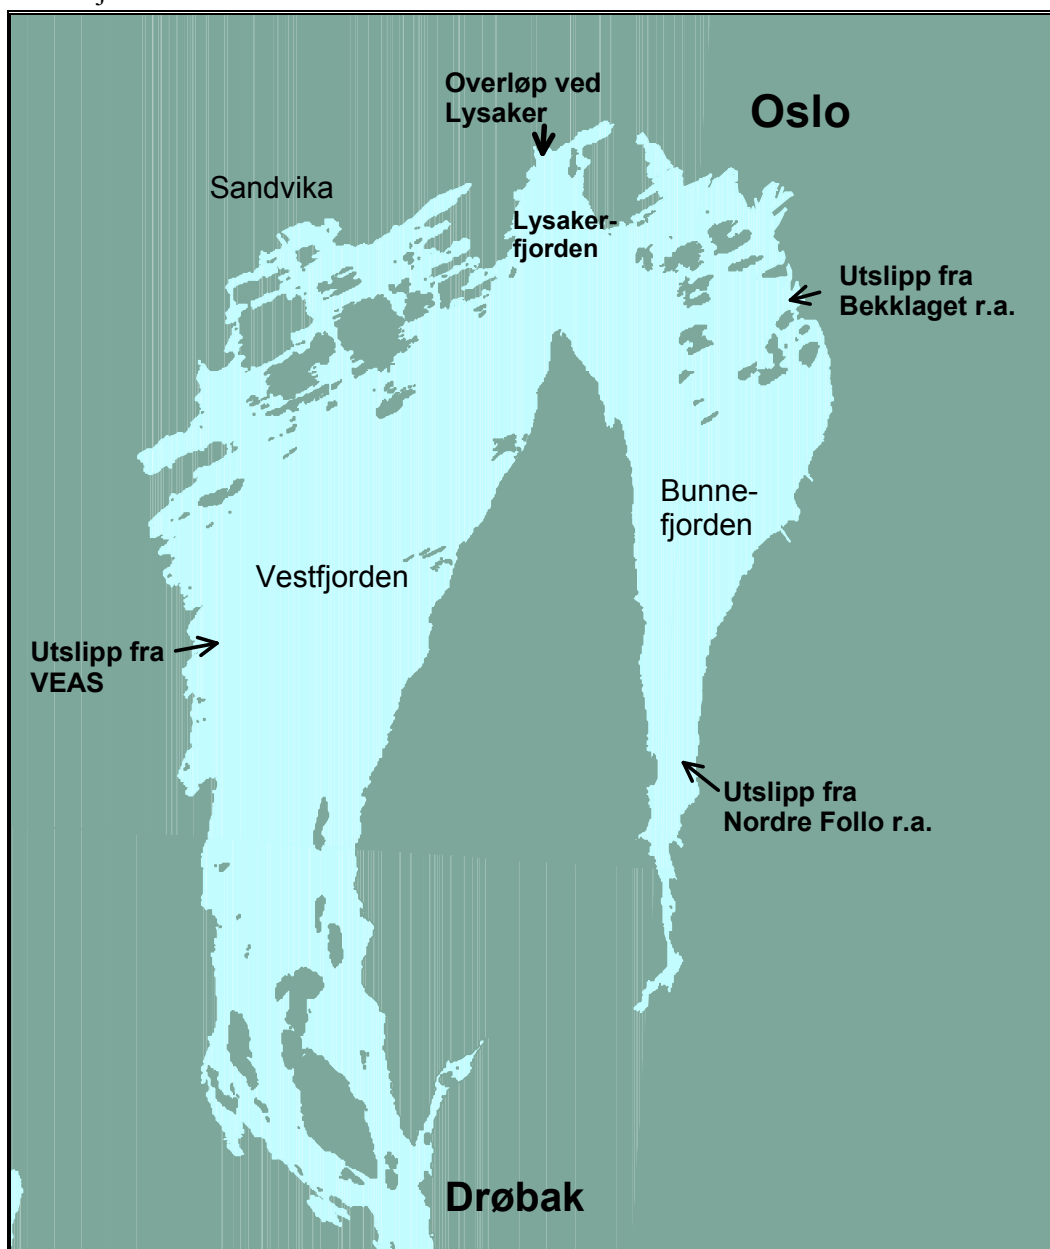 Overløp ved
Lysaker
Oslo
Sandvika
Lysaker-
fjorden
Utslipp fra
Bekklaget r.a.
Bunne-
fjorden
Vestfjorden
Utslipp fra
VEAS
Utslipp fra
Nordre Follo r.a.
Drøbak